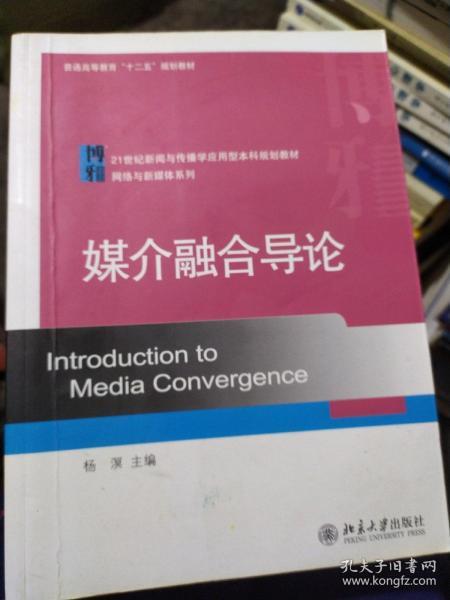 普通高等教育“十二五”规划教材
博雅
21世纪新闻与传播学应用型本科规划教材
网络与新媒体系列
博雅
媒介融合导论
Introduction to
Media Convergence
杨溟 主编
北京大学出版社
孔夫子旧书网
www.kongfz.com